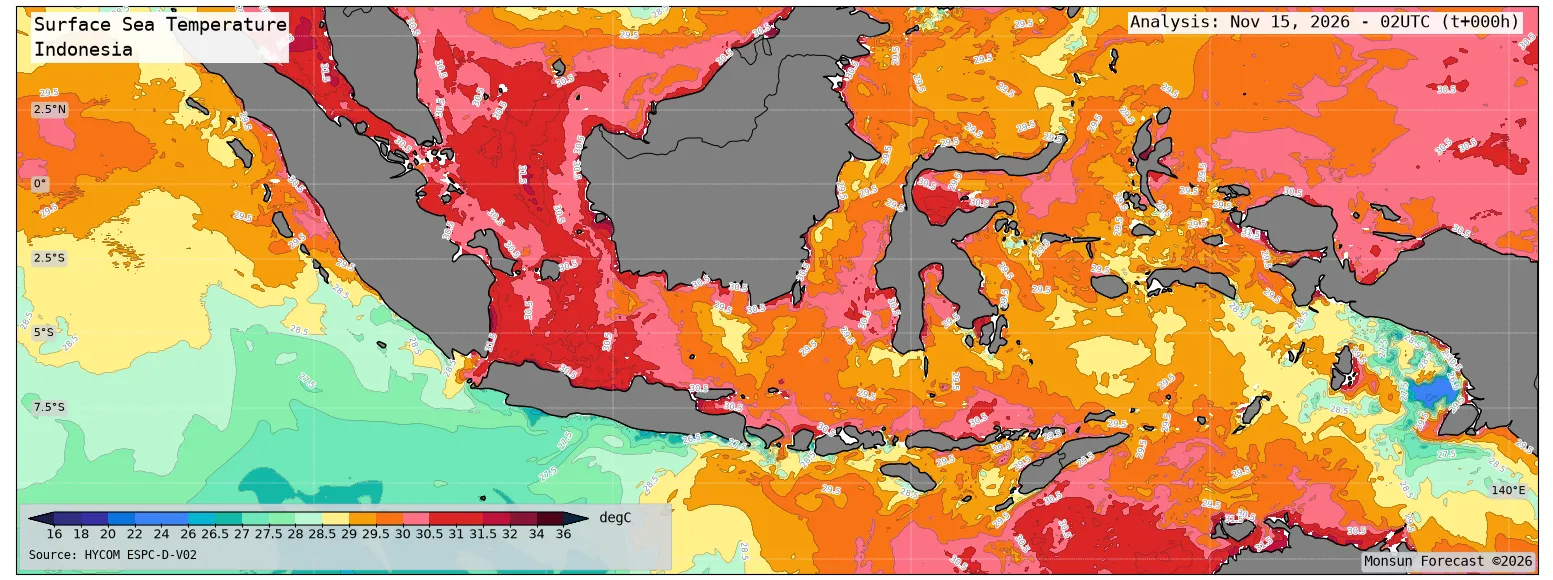 Surface Sea Temperature
Indonesia
Analysis: Nov 15, 2026 - 02UTC (t+000h)
2.5°N
0°
2.5°S
5°S
7.5°S
140°E
degC
16 18 20 22 24 26 26.5 27 27.5 28 28.5 29 29.5 30 30.5 31 31.5 32 34 36
Source: HYCOM ESPC-D-V02
Monsun Forecast ©2026